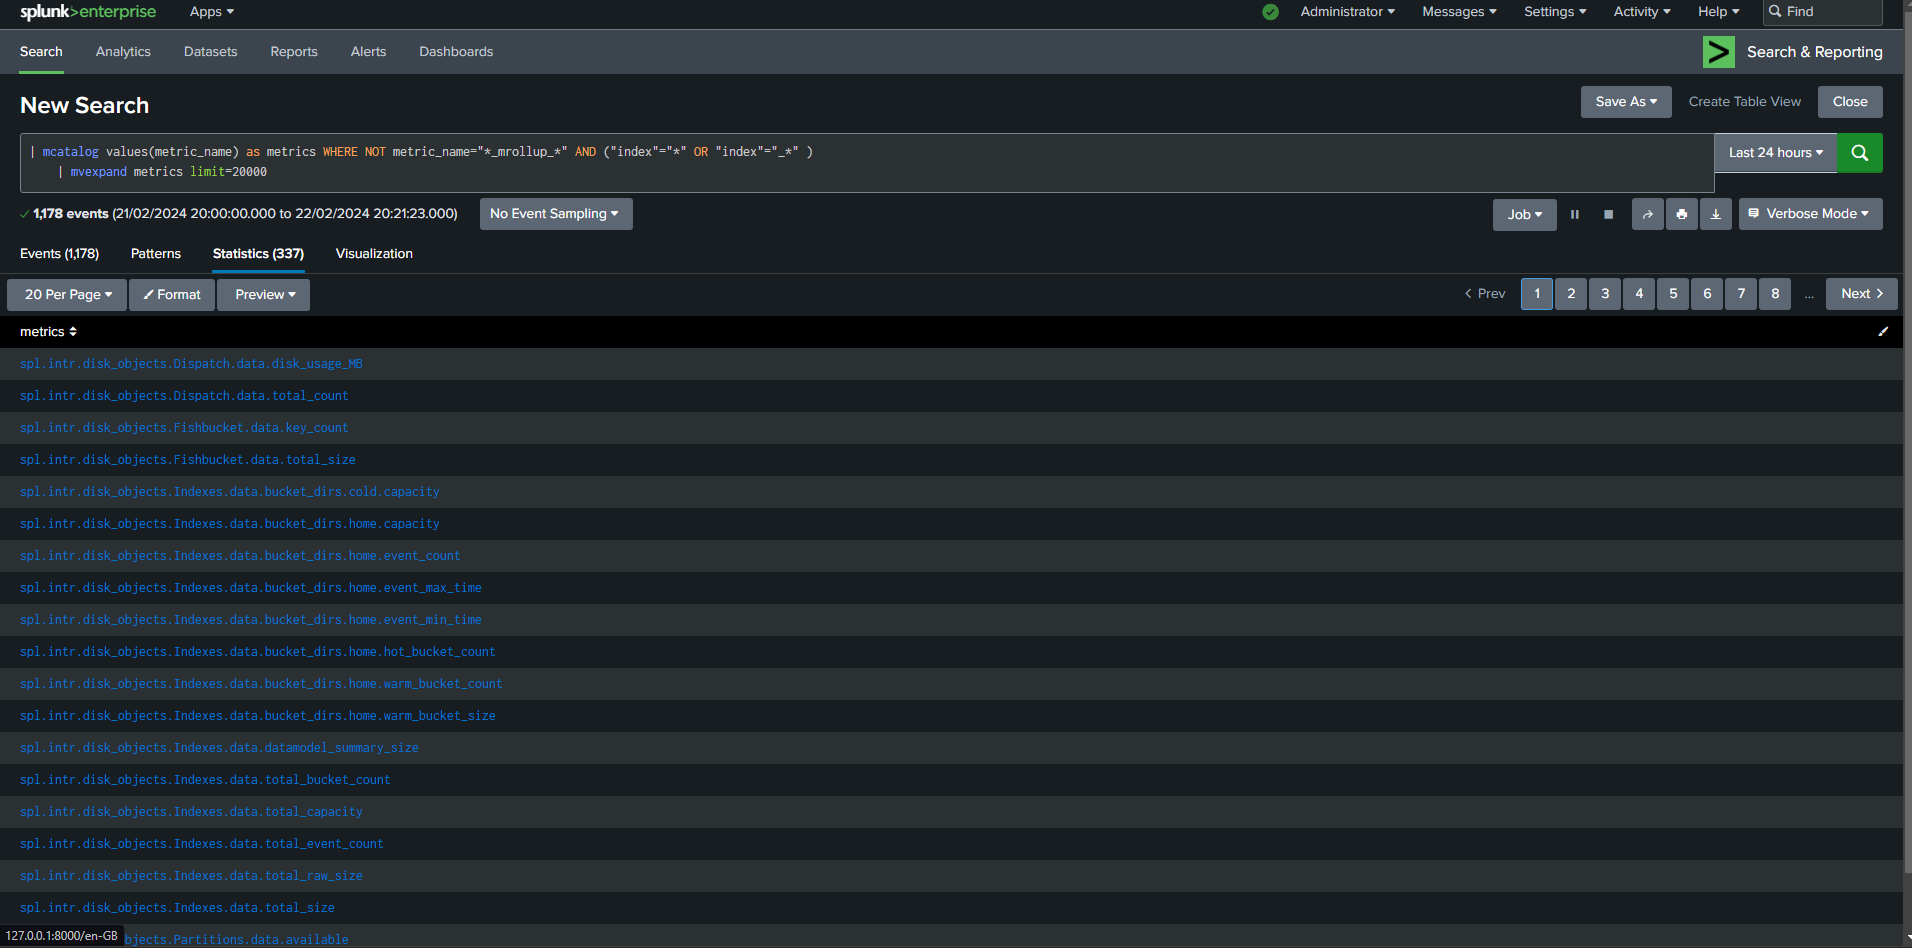 splunk>enterprise Apps Administrator Messages Settings Activity Help Find
Search Analytics Datasets Reports Alerts Dashboards Search & Reporting
New Search Save As Create Table View Close
| mcatalog values(metric_name) as metrics WHERE NOT metric_name="*_mrollup_*" AND ("index"="*" OR "index"="_*" ) Last 24 hours
| mvexpand metrics limit=20000
1,178 events (21/02/2024 20:00:00.000 to 22/02/2024 20:21:23.000) No Event Sampling Job Verbose Mode
Events (1,178) Patterns Statistics (337) Visualization
20 Per Page Format Preview < Prev 1 2 3 4 5 6 7 8 ... Next >
metrics
spl.intr.disk_objects.Dispatch.data.disk_usage_MB
spl.intr.disk_objects.Dispatch.data.total_count
spl.intr.disk_objects.Fishbucket.data.key_count
spl.intr.disk_objects.Fishbucket.data.total_size
spl.intr.disk_objects.Indexes.data.bucket_dirs.cold.capacity
spl.intr.disk_objects.Indexes.data.bucket_dirs.home.capacity
spl.intr.disk_objects.Indexes.data.bucket_dirs.home.event_count
spl.intr.disk_objects.Indexes.data.bucket_dirs.home.event_max_time
spl.intr.disk_objects.Indexes.data.bucket_dirs.home.event_min_time
spl.intr.disk_objects.Indexes.data.bucket_dirs.home.hot_bucket_count
spl.intr.disk_objects.Indexes.data.bucket_dirs.home.warm_bucket_count
spl.intr.disk_objects.Indexes.data.bucket_dirs.home.warm_bucket_size
spl.intr.disk_objects.Indexes.data.datamodel_summary_size
spl.intr.disk_objects.Indexes.data.total_bucket_count
spl.intr.disk_objects.Indexes.data.total_capacity
spl.intr.disk_objects.Indexes.data.total_event_count
spl.intr.disk_objects.Indexes.data.total_raw_size
spl.intr.disk_objects.Indexes.data.total_size
127.0.0.1:8000/en-GB bjects.Partitions.data.available